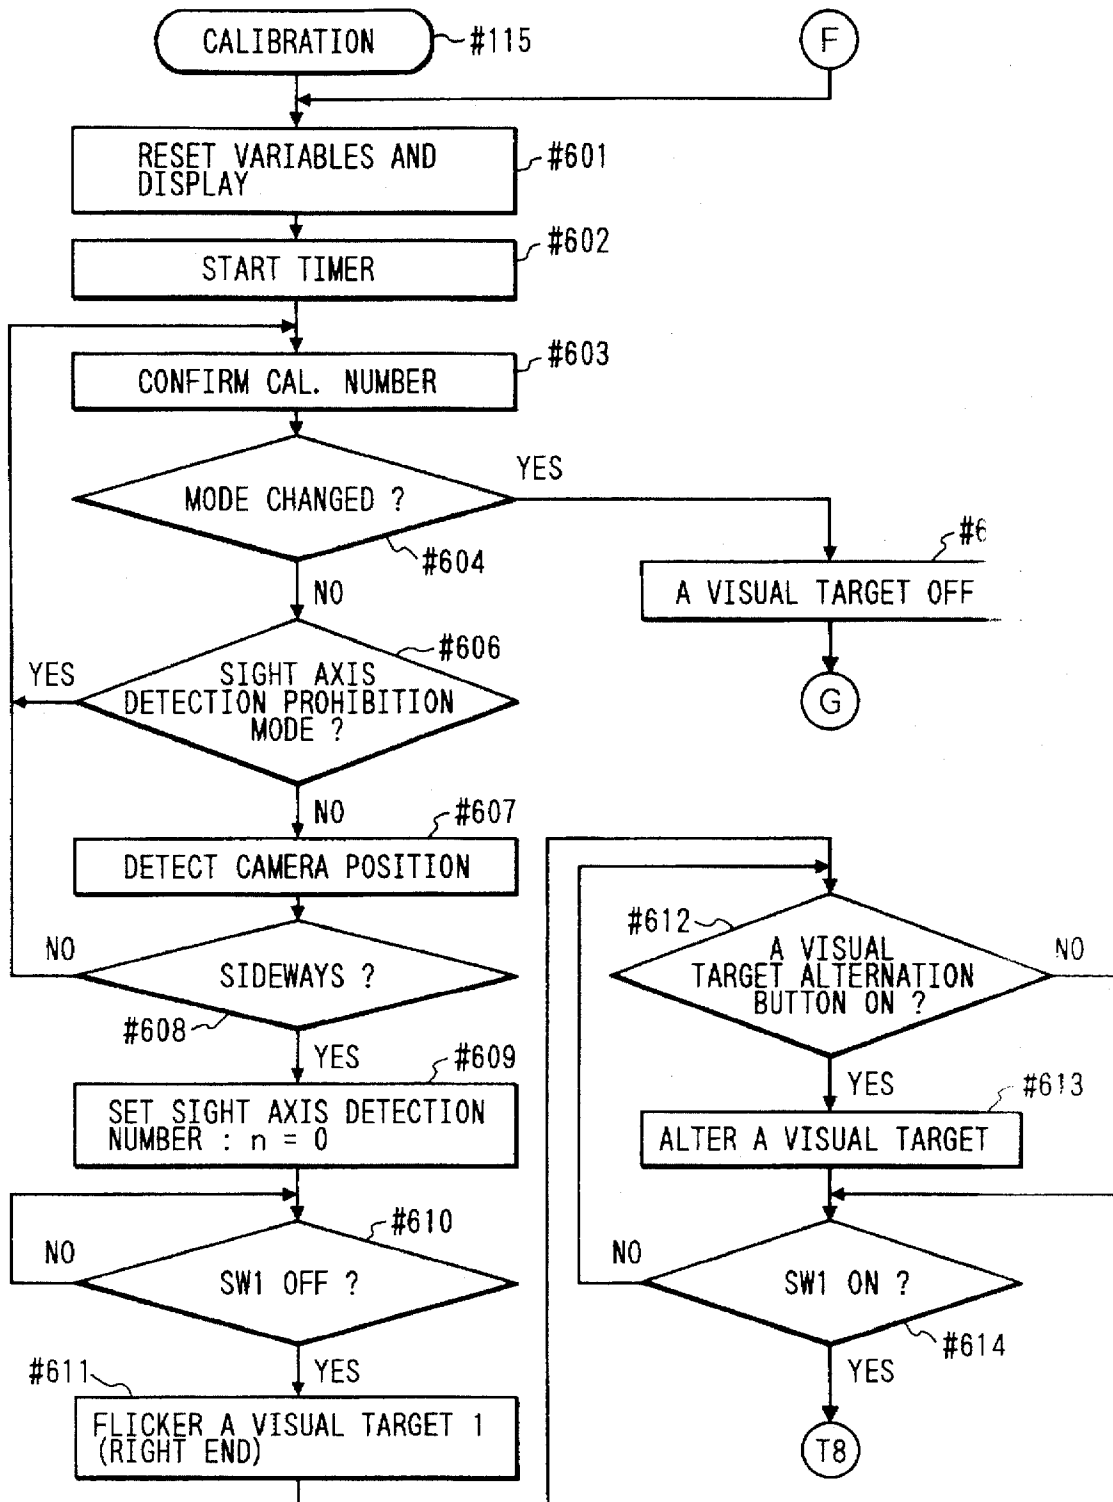 CALIBRATION
#115
F
RESET VARIABLES AND
DISPLAY
#601
START TIMER
#602
CONFIRM CAL. NUMBER
#603
MODE CHANGED ?
#604
YES
NO
#6
A VISUAL TARGET OFF
G
SIGHT AXIS
DETECTION PROHIBITION
MODE ?
#606
YES
NO
DETECT CAMERA POSITION
#607
SIDEWAYS ?
#608
NO
YES
SET SIGHT AXIS DETECTION
NUMBER : n = 0
#609
SW1 OFF ?
#610
NO
YES
#611
FLICKER A VISUAL TARGET 1
(RIGHT END)
#612
A VISUAL
TARGET ALTERNATION
BUTTON ON ?
NO
YES
#613
ALTER A VISUAL TARGET
SW1 ON ?
NO
#614
YES
T8